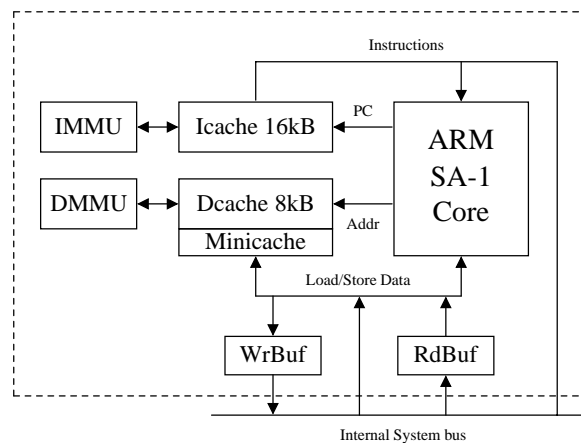 Instructions
IMMU
Icache 16kB
PC
ARM
SA-1
Core
DMMU
Dcache 8kB
Addr
Minicache
Load/Store Data
WrBuf
RdBuf
Internal System bus